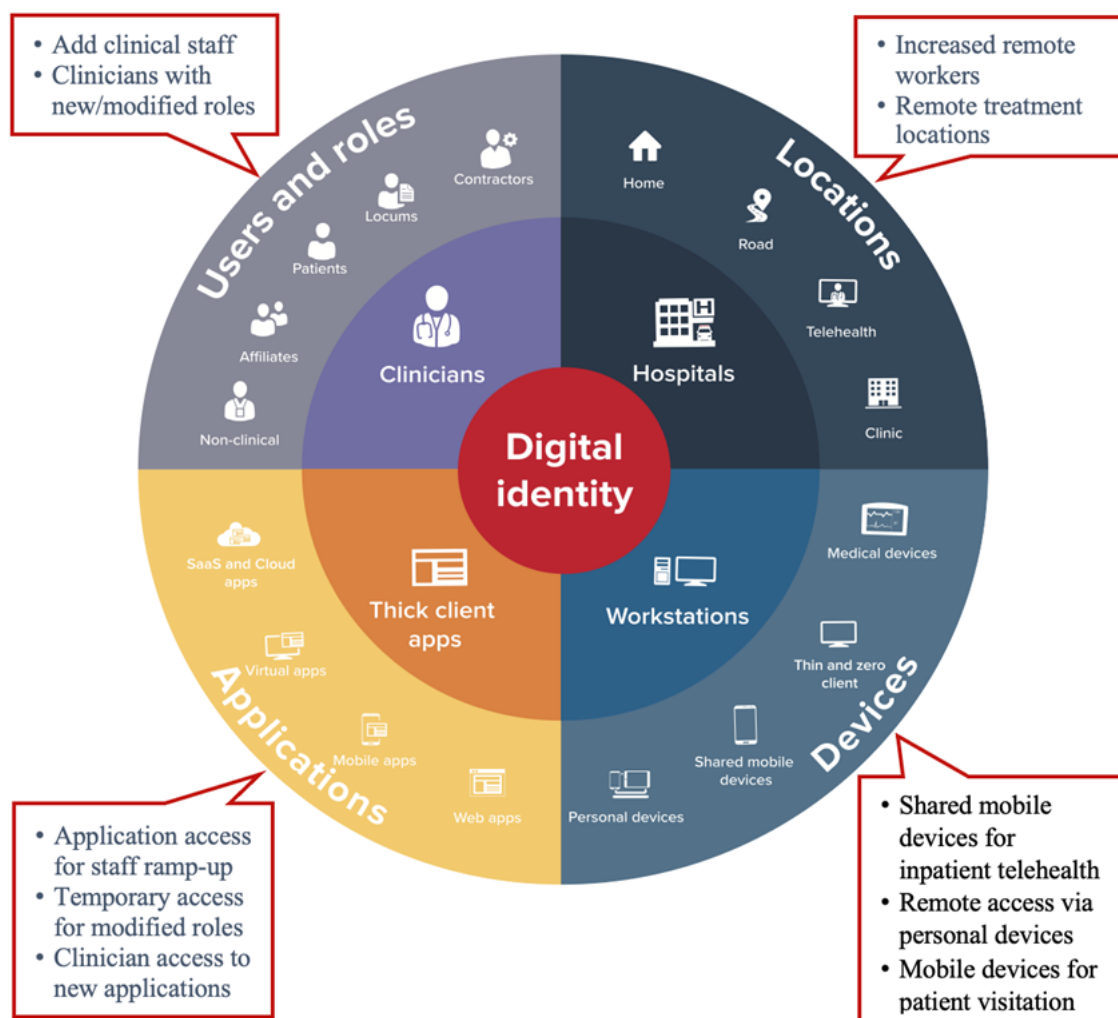 • Add clinical staff
• Clinicians with
new/modified roles
• Increased remote
workers
• Remote treatment
locations
Users and roles
Contractors
Locums
Patients
Affiliates
Non-clinical
Clinicians
Locations
Home
Road
Telehealth
Clinic
Hospitals
Digital
identity
Applications
SaaS and Cloud
apps
Virtual apps
Mobile apps
Web apps
Thick client
apps
Devices
Medical devices
Thin and zero
client
Shared mobile
devices
Personal devices
Workstations
• Application access
for staff ramp-up
• Temporary access
for modified roles
• Clinician access to
new applications
• Shared mobile
devices for
inpatient telehealth
• Remote access via
personal devices
• Mobile devices for
patient visitation
H